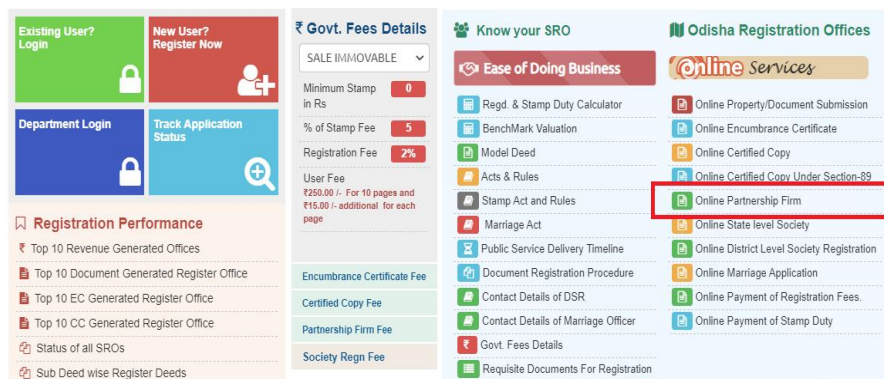 Existing User?
Login
New User?
Register Now
Department Login
Track Application
Status
Registration Performance
₹ Top 10 Revenue Generated Offices
Top 10 Document Generated Register Office
Top 10 EC Generated Register Office
Top 10 CC Generated Register Office
Status of all SROs
Sub Deed wise Register Deeds
₹ Govt. Fees Details
SALE IMMOVABLE
Minimum Stamp 0
in Rs
% of Stamp Fee 5
Registration Fee 2%
User Fee
₹250.00 /- For 10 pages and
₹15.00 /- additional for each
page
Encumbrance Certificate Fee
Certified Copy Fee
Partnership Firm Fee
Society Regn Fee
Know your SRO
Ease of Doing Business
Regd. & Stamp Duty Calculator
BenchMark Valuation
Model Deed
Acts & Rules
Stamp Act and Rules
Marriage Act
Public Service Delivery Timeline
Document Registration Procedure
Contact Details of DSR
Contact Details of Marriage Officer
₹ Govt. Fees Details
Requisite Documents For Registration
Odisha Registration Offices
Online Services
Online Property/Document Submission
Online Encumbrance Certificate
Online Certified Copy
Online Certified Copy Under Section-89
Online Partnership Firm
Online State level Society
Online District Level Society Registration
Online Marriage Application
Online Payment of Registration Fees.
Online Payment of Stamp Duty